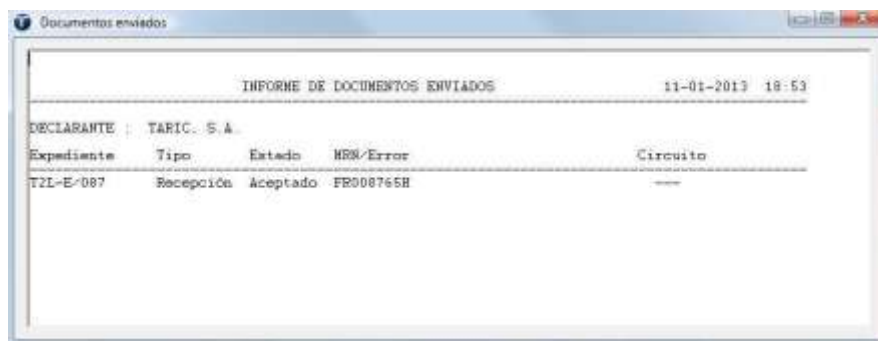 Documentos enviados
INFORME DE DOCUMENTOS ENVIADOS 11-01-2013 18:53
DECLARANTE : TARIC, S.A.
Expediente Tipo Estado MRN/Error Circuito
T2L-E/087 Recepción Aceptado FR008765H ---